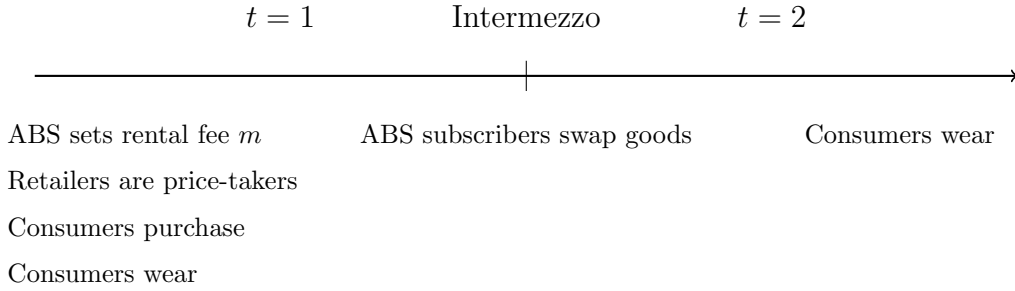 t = 1 Intermezzo t = 2
ABS sets rental fee m ABS subscribers swap goods Consumers wear
Retailers are price-takers
Consumers purchase
Consumers wear